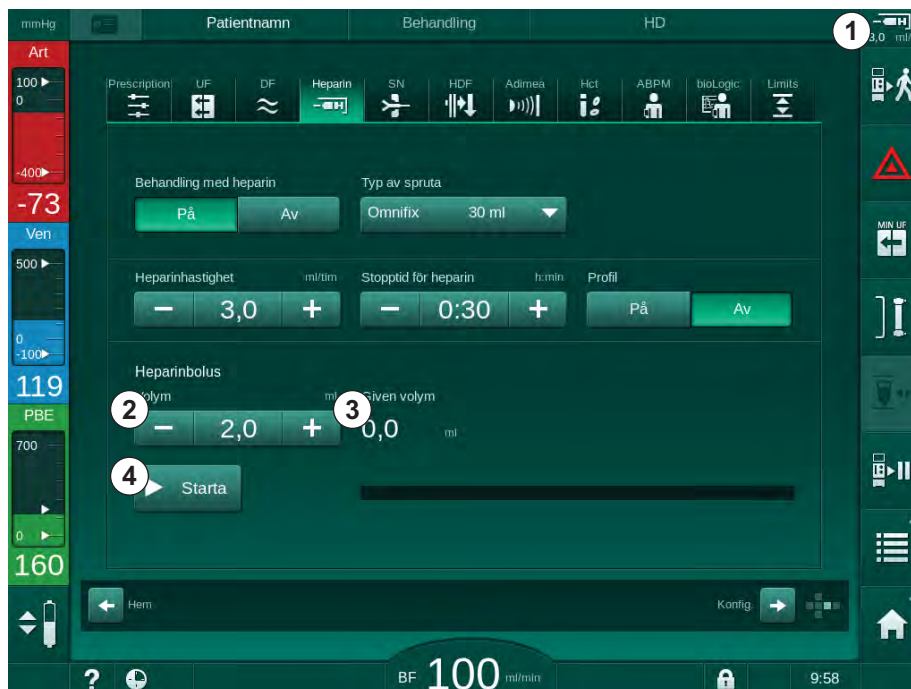 mmHg Patientnamn Behandling HD 1
3,0 ml/
Art
100
0
-400
-73
Ven
500
0
-100
119
PBE
700
0
160
Prescription UF DF Heparin SN HDF Adimea Hct ABPM bioLogic Limits
H
Behandling med heparin Typ av spruta
På Av Omnifix 30 ml
Heparinhastighet ml/tim Stopptid för heparin h:min Profil
− 3,0 + − 0:30 + På Av
Heparinbolus
Volym ml Given volym
2 − 2,0 + 3 0,0 ml
4 Starta
MIN UF
Hem Konfig.
? BF 100 ml/min 9:58